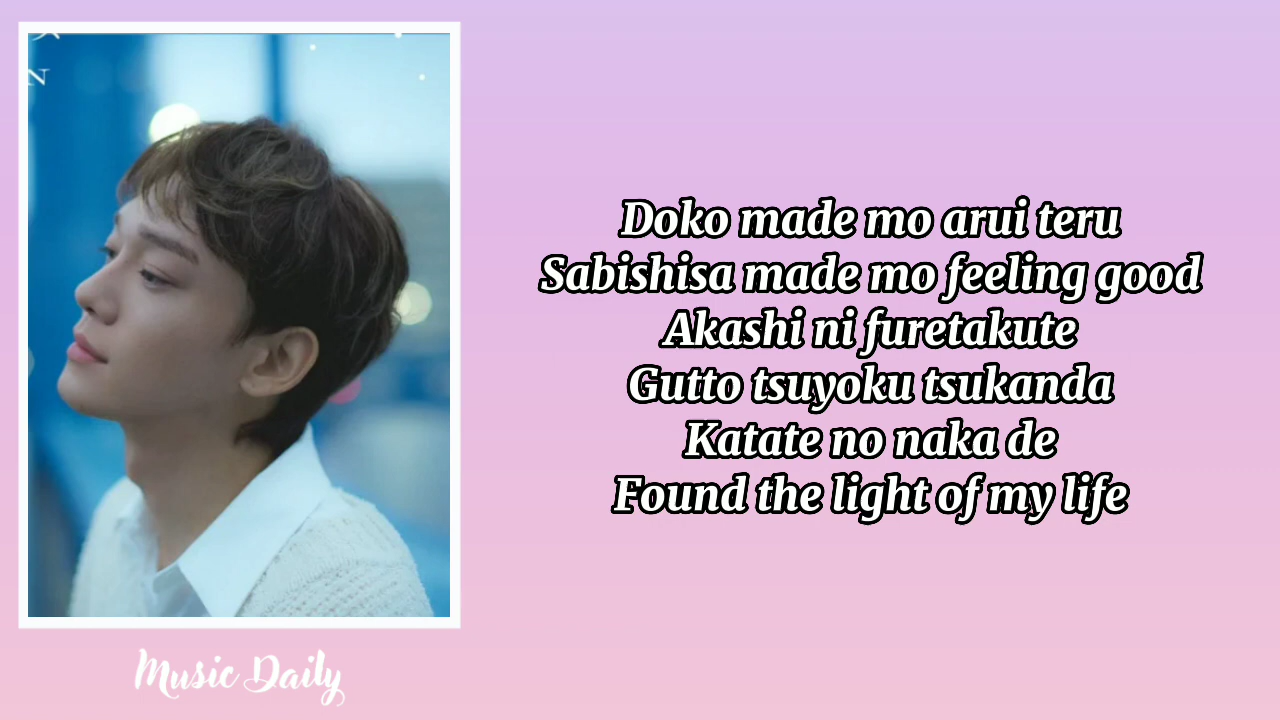 N
Doko made mo arui teru
Sabishisa made mo feeling good
Akashi ni furetakute
Gutto tsuyoku tsukanda
Katate no naka de
Found the light of my life
Music Daily